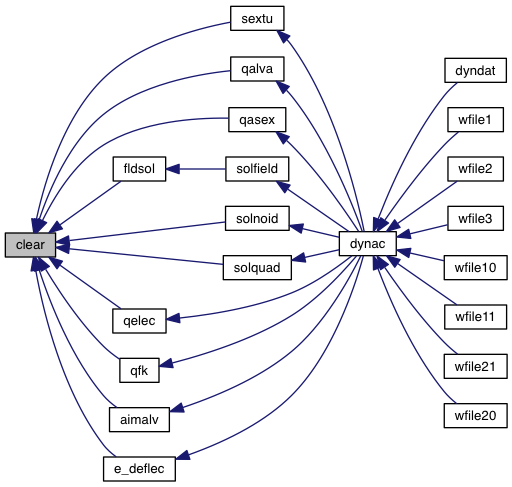 sextu
qalva
qasex
fldsol
solfield
solnoid
solquad
clear
qelec
qfk
aimalv
e_deflec
dynac
dyndat
wfile1
wfile2
wfile3
wfile10
wfile11
wfile21
wfile20